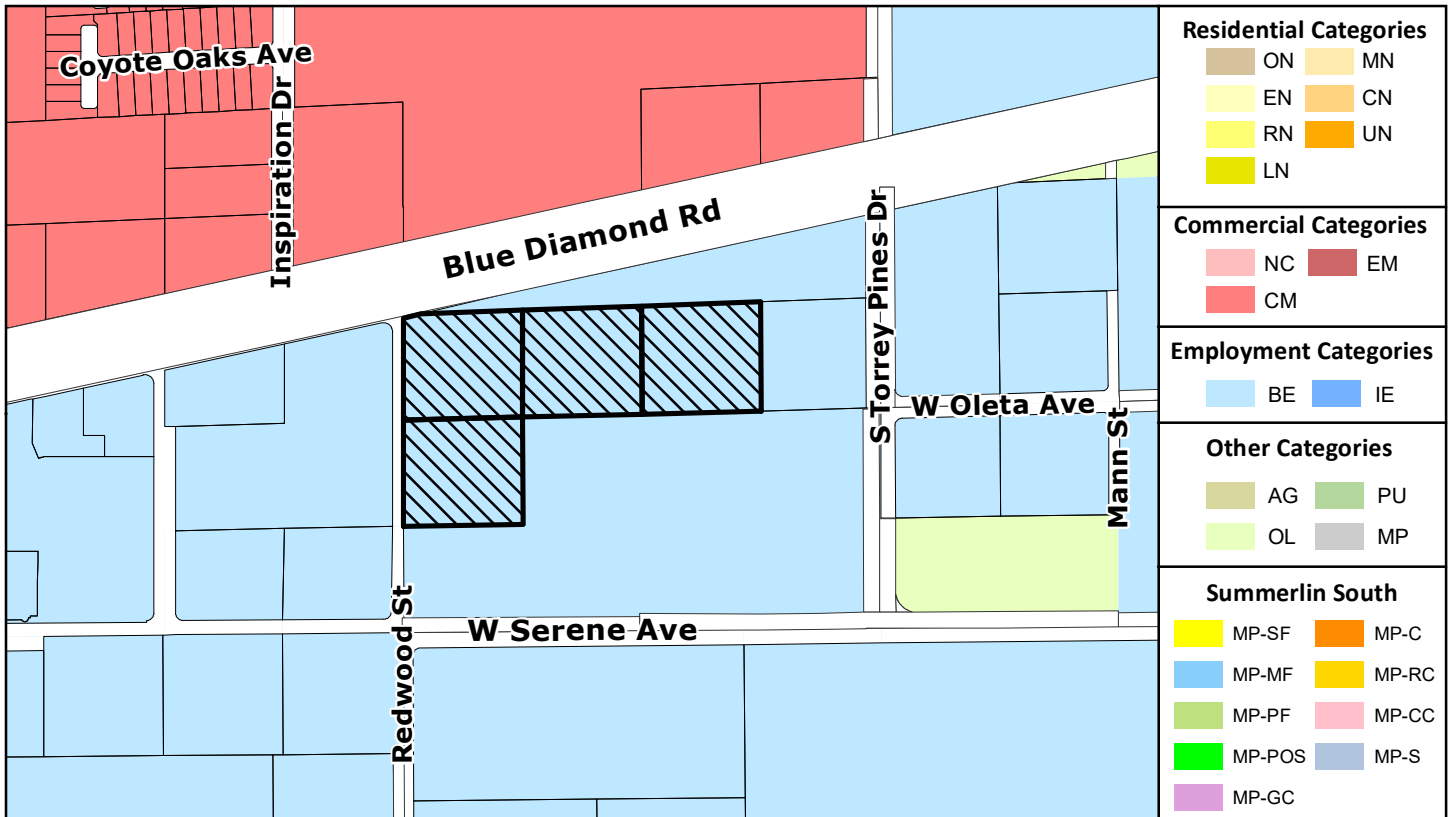 Coyote Oaks Ave
Inspiration Dr
Blue Diamond Rd
S Torrey Pines Dr
W Oleta Ave
Mann St
Redwood St
W Serene Ave
Residential Categories
ON MN
EN CN
RN UN
LN
Commercial Categories
NC EM
CM
Employment Categories
BE IE
Other Categories
AG PU
OL MP
Summerlin South
MP-SF MP-C
MP-MF MP-RC
MP-PF MP-CC
MP-POS MP-S
MP-GC